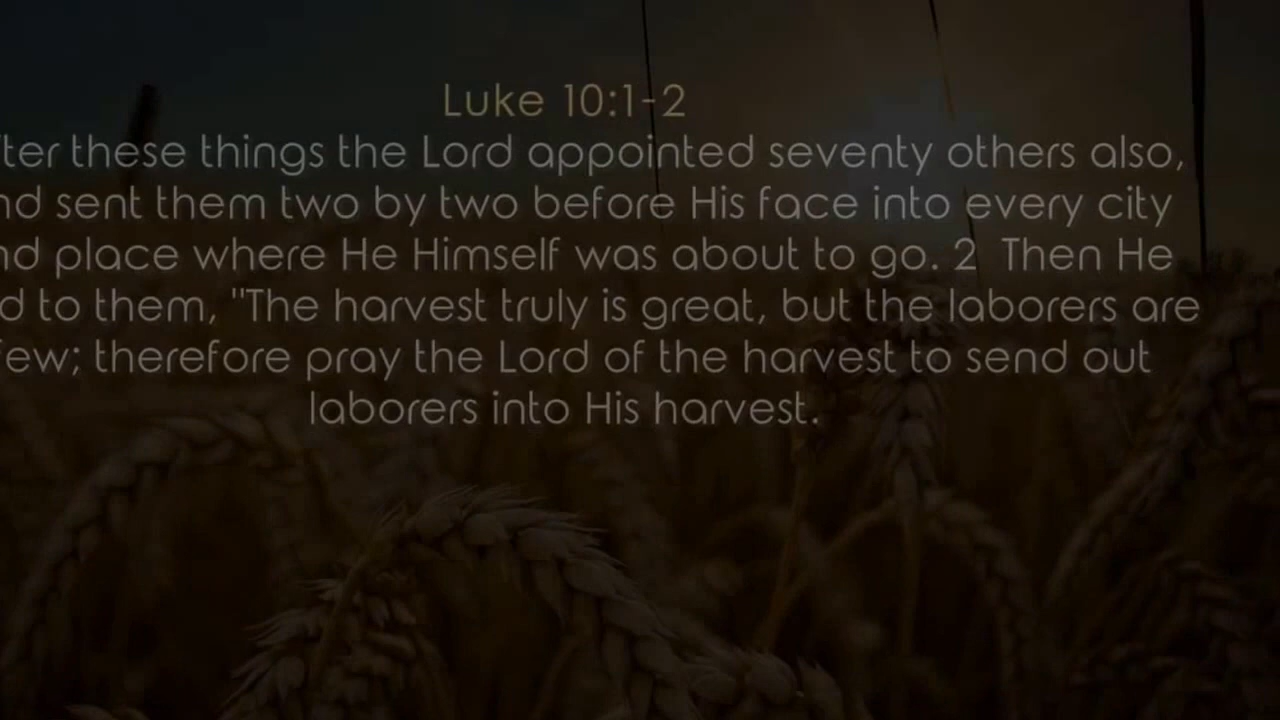 Luke 10:1-2
ter these things the Lord appointed seventy others also,
nd sent them two by two before His face into every city
nd place where He Himself was about to go. 2 Then He
d to them, "The harvest truly is great, but the laborers are
few; therefore pray the Lord of the harvest to send out
laborers into His harvest.